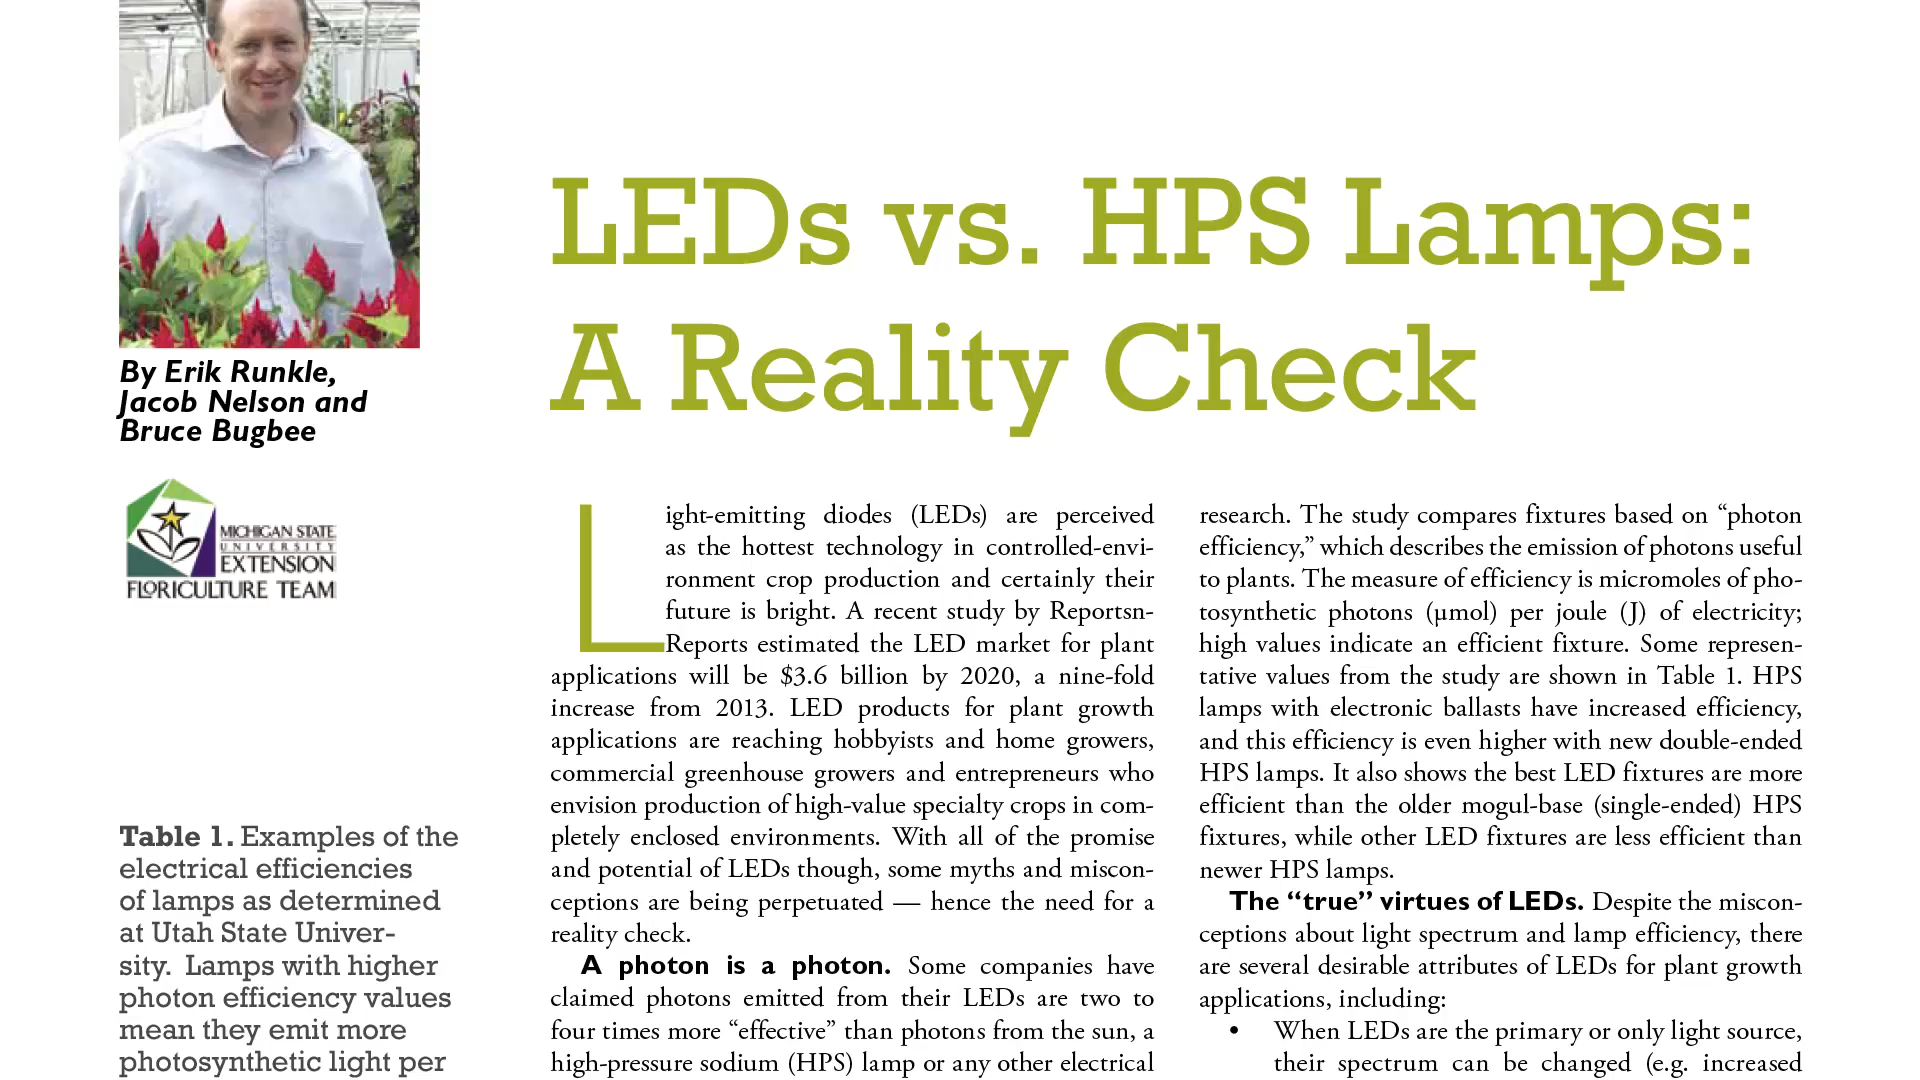 LEDs vs. HPS Lamps:
A Reality Check
By Erik Runkle,
Jacob Nelson and
Bruce Bugbee
MICHIGAN STATE
UNIVERSITY
EXTENSION
FLORICULTURE TEAM
Table 1. Examples of the
electrical efficiencies
of lamps as determined
at Utah State Univer-
sity. Lamps with higher
photon efficiency values
mean they emit more
photosynthetic light per
Light-emitting diodes (LEDs) are perceived
as the hottest technology in controlled-envi-
ronment crop production and certainly their
future is bright. A recent study by Reportsn-
Reports estimated the LED market for plant
applications will be $3.6 billion by 2020, a nine-fold
increase from 2013. LED products for plant growth
applications are reaching hobbyists and home growers,
commercial greenhouse growers and entrepreneurs who
envision production of high-value specialty crops in com-
pletely enclosed environments. With all of the promise
and potential of LEDs though, some myths and miscon-
ceptions are being perpetuated — hence the need for a
reality check.
A photon is a photon. Some companies have
claimed photons emitted from their LEDs are two to
four times more “effective” than photons from the sun, a
high-pressure sodium (HPS) lamp or any other electrical
research. The study compares fixtures based on “photon
efficiency,” which describes the emission of photons useful
to plants. The measure of efficiency is micromoles of pho-
tosynthetic photons (µmol) per joule (J) of electricity;
high values indicate an efficient fixture. Some represen-
tative values from the study are shown in Table 1. HPS
lamps with electronic ballasts have increased efficiency,
and this efficiency is even higher with new double-ended
HPS lamps. It also shows the best LED fixtures are more
efficient than the older mogul-base (single-ended) HPS
fixtures, while other LED fixtures are less efficient than
newer HPS lamps.
The “true” virtues of LEDs. Despite the miscon-
ceptions about light spectrum and lamp efficiency, there
are several desirable attributes of LEDs for plant growth
applications, including:
• When LEDs are the primary or only light source,
their spectrum can be changed (e.g. increased